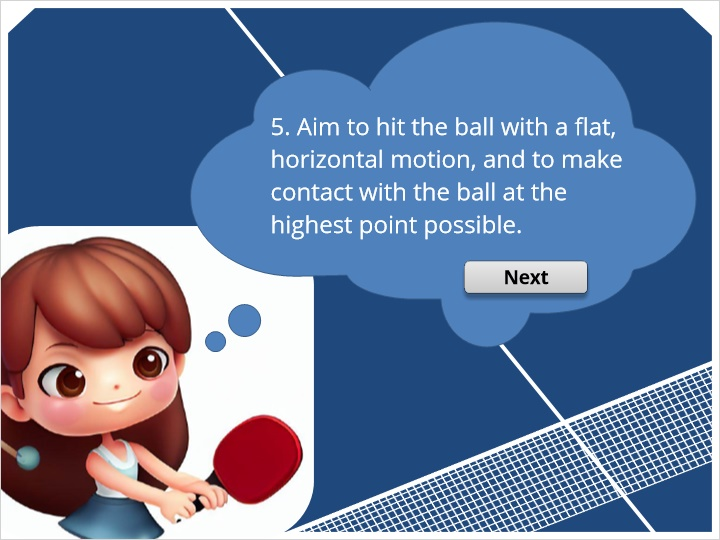 5. Aim to hit the ball with a flat,
horizontal motion, and to make
contact with the ball at the
highest point possible.
Next